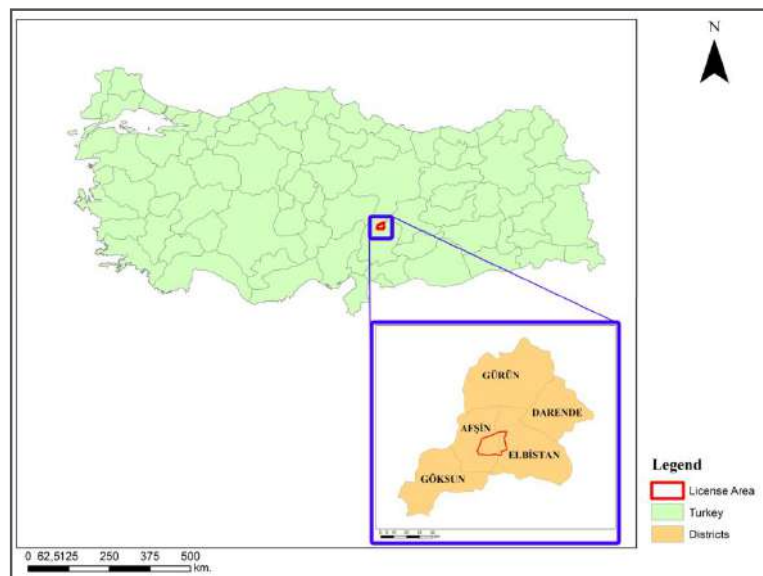 N
GÜRÜN
DARENDE
AFŞİN
ELBİSTAN
GÖKSUN
Legend
License Area
Turkey
Districts
0 62,5125 250 375 500
km.